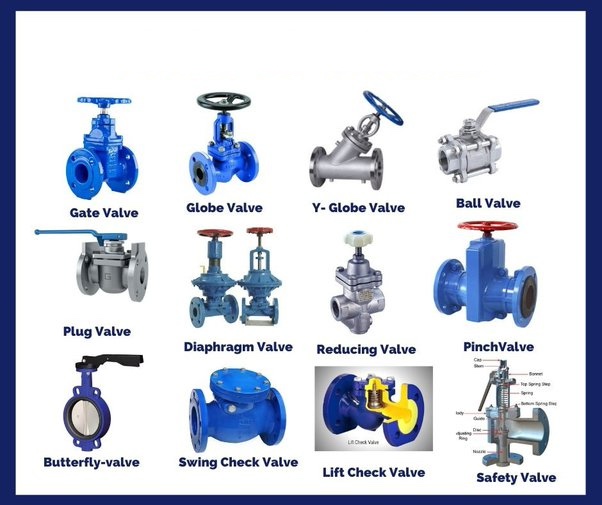 Gate Valve
Globe Valve
Y- Globe Valve
Ball Valve
Plug Valve
Diaphragm Valve
Reducing Valve
PinchValve
Butterfly-valve
Swing Check Valve
Lift Check Valve
Lift Check Valve
Cap
Stem
Bonnet
Top Spring Step
Spring
Bottom Spring Step
Guide
Disc
Ring
Nozzle
Safety Valve